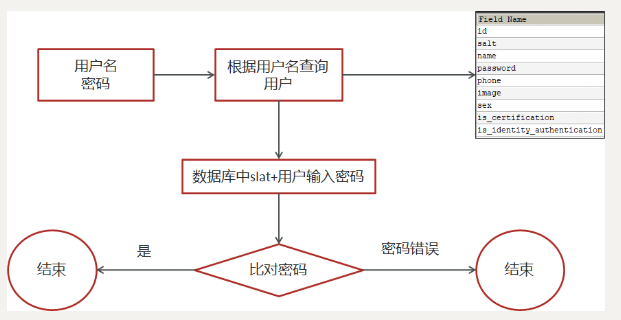 用户名
密码
根据用户名查询
用户
Field Name
id
salt
name
password
phone
image
sex
is_certification
is_identity_authentication
数据库中slat+用户输入密码
结束
是
比对密码
密码错误
结束